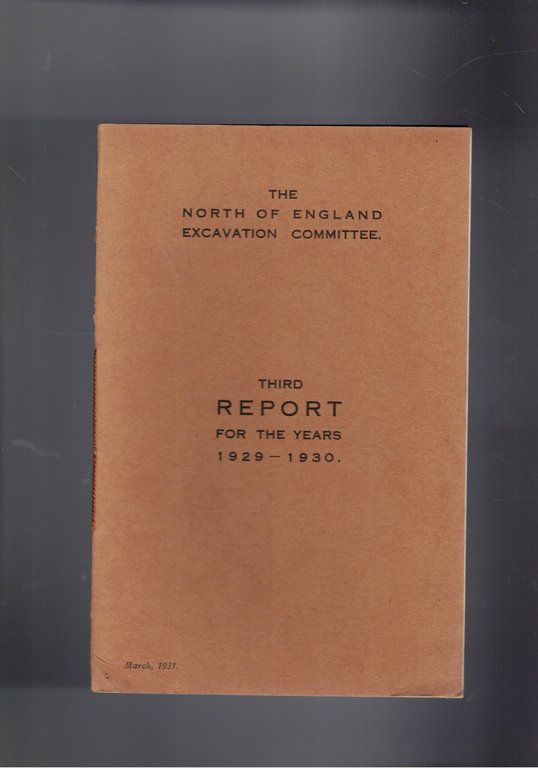 THE
NORTH OF ENGLAND
EXCAVATION COMMITTEE.
THIRD
REPORT
FOR THE YEARS
1929—1930.
March, 1931.